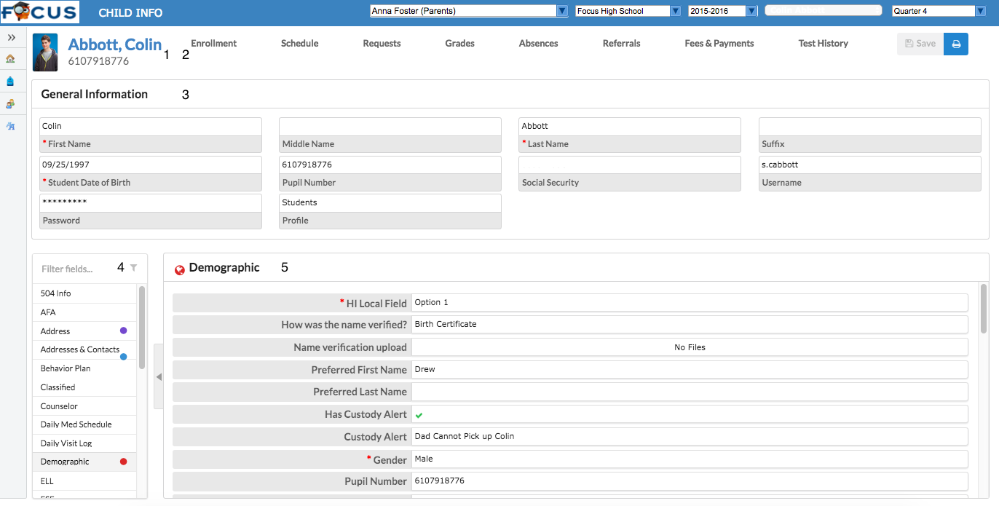 FOCUS CHILD INFO Anna Foster (Parents) Focus High School 2015-2016 Quarter 4
Abbott, Colin 1 2 Enrollment Schedule Requests Grades Absences Referrals Fees & Payments Test History Save
6107918776
General Information 3
Colin Abbott
* First Name Middle Name * Last Name Suffix
09/25/1997 6107918776 s.cabbott
* Student Date of Birth Pupil Number Social Security Username
********* Students
Password Profile
Filter fields... 4
504 Info
AFA
Address
Addresses & Contacts
Behavior Plan
Classified
Counselor
Daily Med Schedule
Daily Visit Log
Demographic
ELL
ESE
Demographic 5
* HI Local Field Option 1
How was the name verified? Birth Certificate
Name verification upload No Files
Preferred First Name Drew
Preferred Last Name
Has Custody Alert
Custody Alert Dad Cannot Pick up Colin
* Gender Male
Pupil Number 6107918776